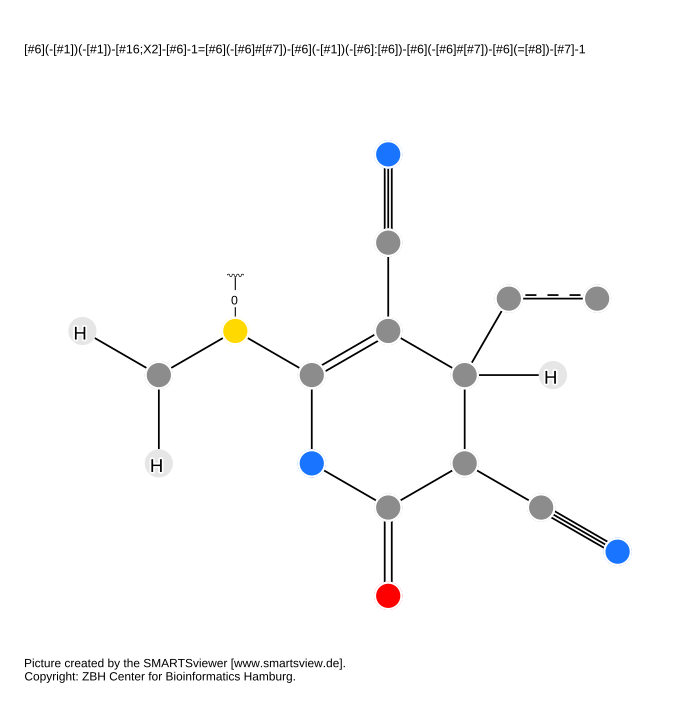 [#6](-[#1])(-[#1])-[#16;X2]-[#6]-1=[#6](-[#6]#[#7])-[#6](-[#1])(-[#6]:[#6])-[#6](-[#6]#[#7])-[#6](=[#8])-[#7]-1
0
H
H
H
Picture created by the SMARTSviewer [www.smartsview.de].
Copyright: ZBH Center for Bioinformatics Hamburg.